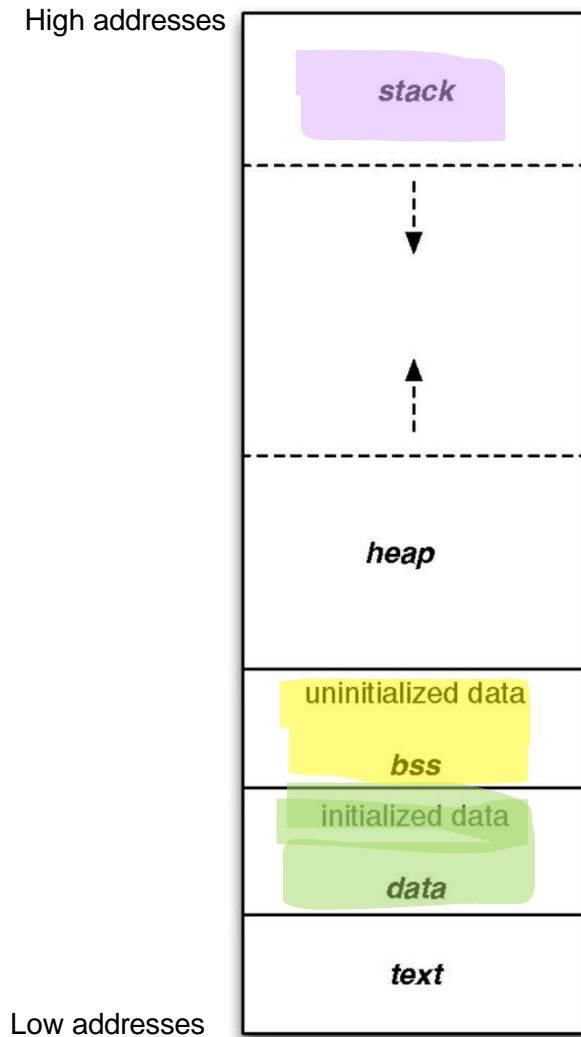 High addresses
stack
heap
uninitialized data
bss
initialized data
data
text
Low addresses